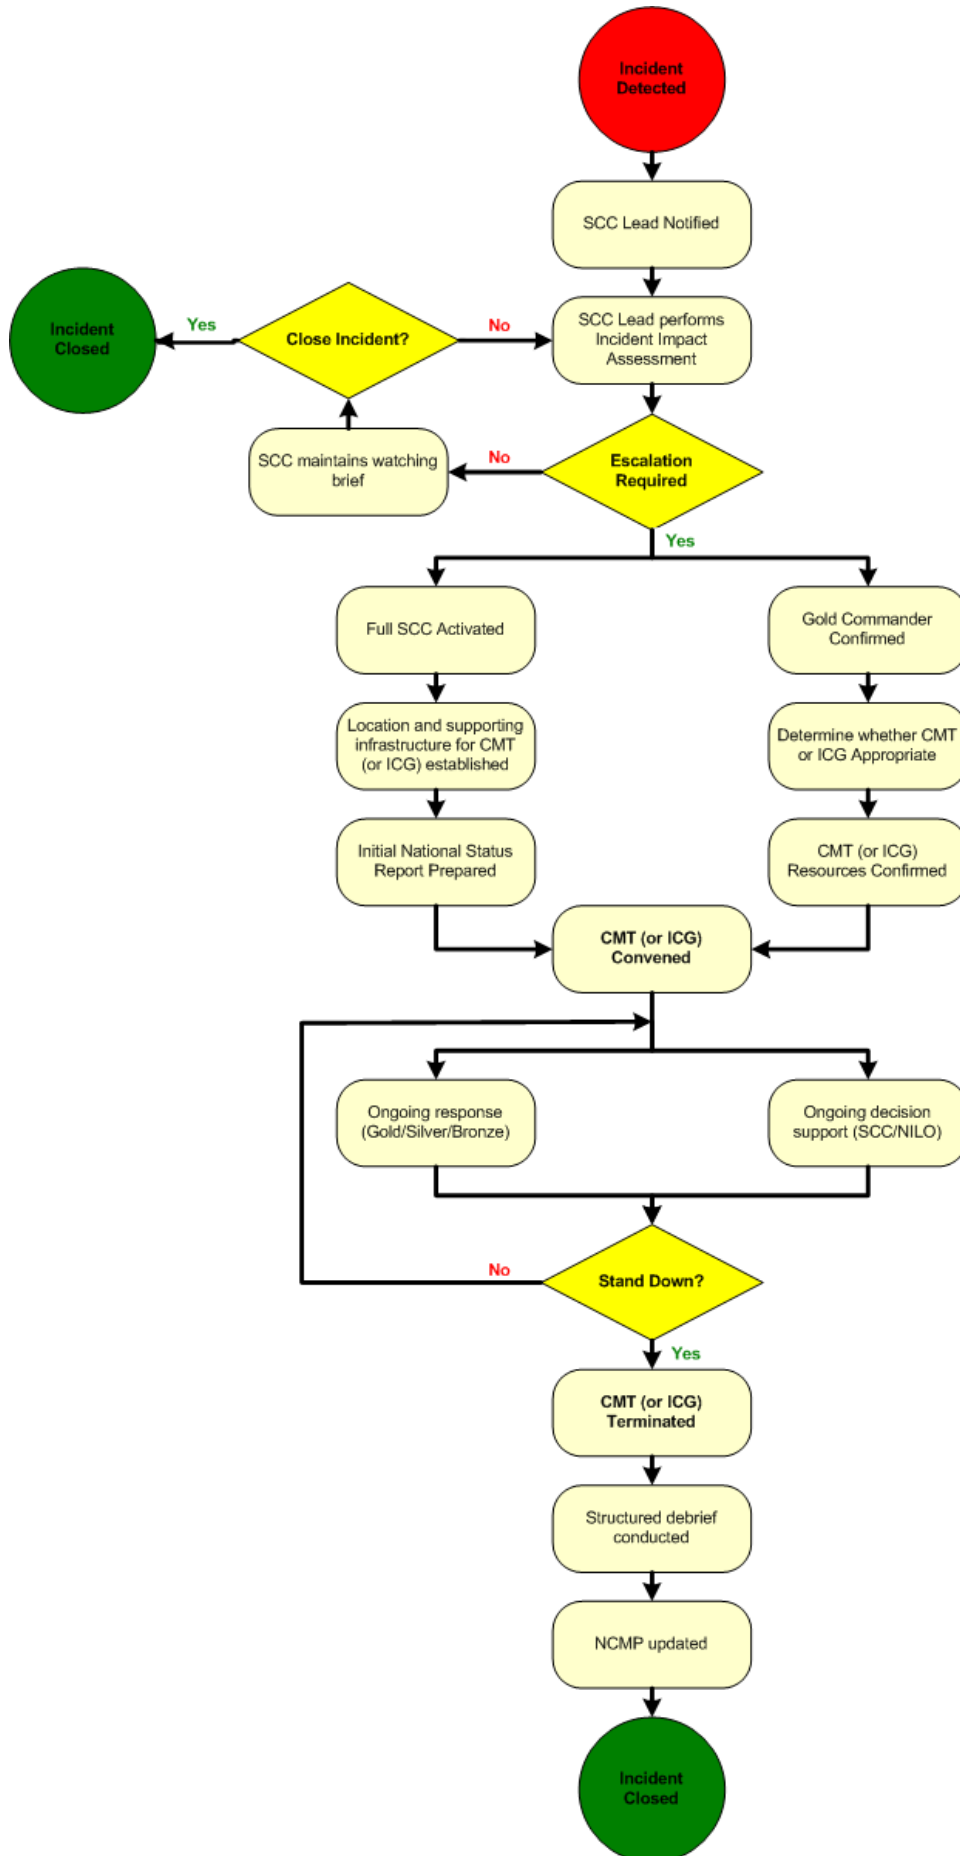 Incident
Detected
SCC Lead Notified
Incident
Closed
Yes
Close Incident?
No
SCC Lead performs
Incident Impact
Assessment
SCC maintains watching
brief
No
Escalation
Required
Yes
Full SCC Activated
Gold Commander
Confirmed
Location and supporting
infrastructure for CMT
(or ICG) established
Determine whether CMT
or ICG Appropriate
Initial National Status
Report Prepared
CMT (or ICG)
Resources Confirmed
CMT (or ICG)
Convened
Ongoing response
(Gold/Silver/Bronze)
Ongoing decision
support (SCC/NILO)
No
Stand Down?
Yes
CMT (or ICG)
Terminated
Structured debrief
conducted
NCMP updated
Incident
Closed